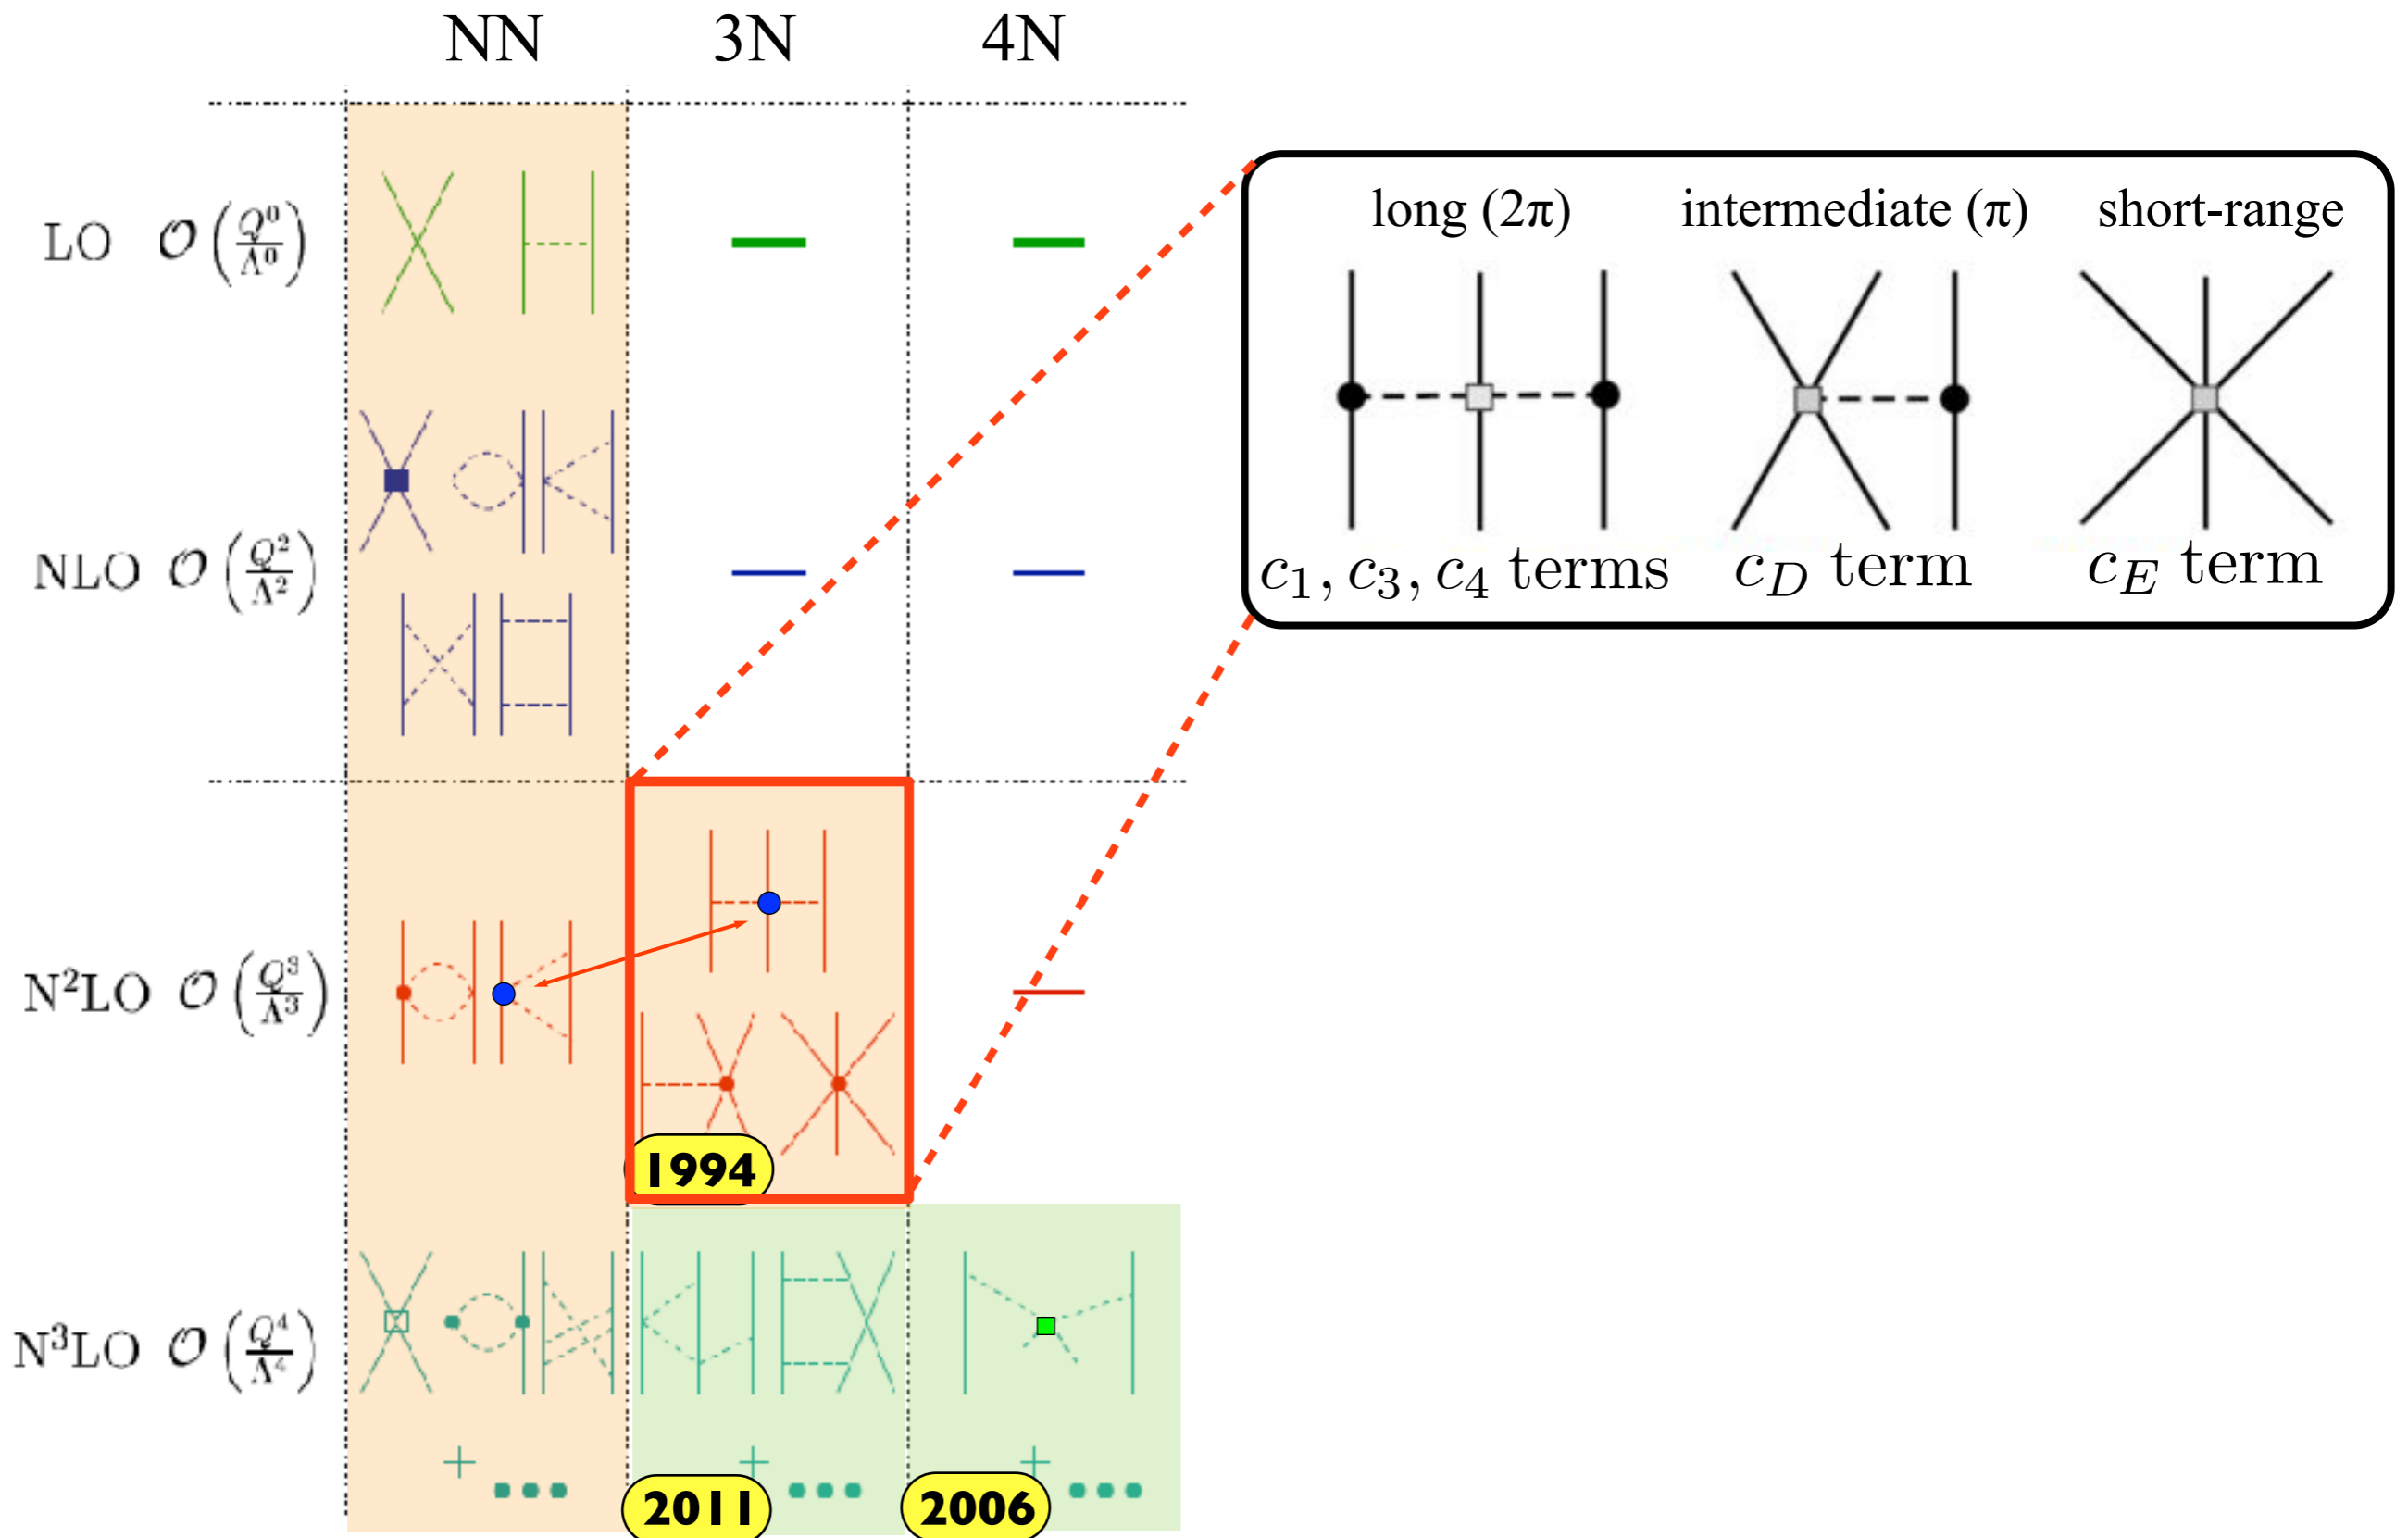 NN 3N 4N
LO 𝒪(Q⁰/Λ⁰)
long (2π) intermediate (π) short-range
c₁, c₃, c₄ terms c_D term c_E term
NLO 𝒪(Q²/Λ²)
N²LO 𝒪(Q³/Λ³)
1994
N³LO 𝒪(Q⁴/Λ⁴)
+ ... + ... + ...
2011 2006